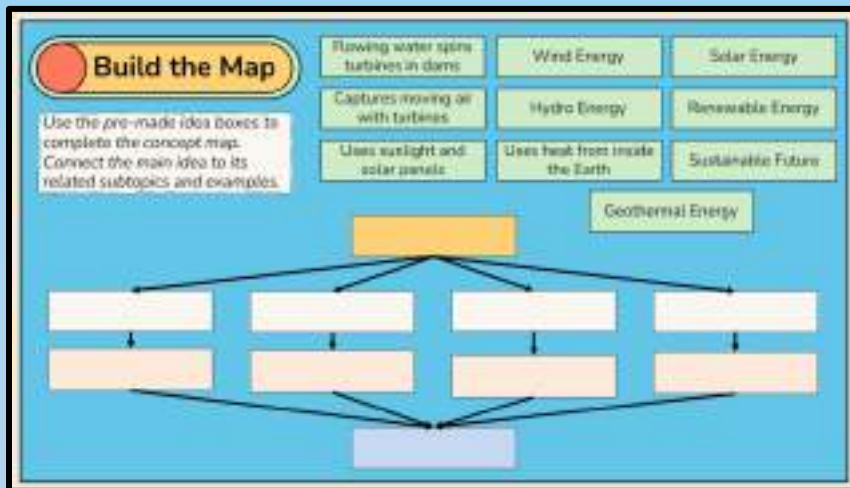 Build the Map
Use the pre-made idea boxes to
complete the concept map.
Connect the main idea to its
related subtopics and examples.
Flowing water spins
turbines in dams
Wind Energy
Solar Energy
Captures moving air
with turbines
Hydro Energy
Renewable Energy
Uses sunlight and
solar panels
Uses heat from inside
the Earth
Sustainable Future
Geothermal Energy